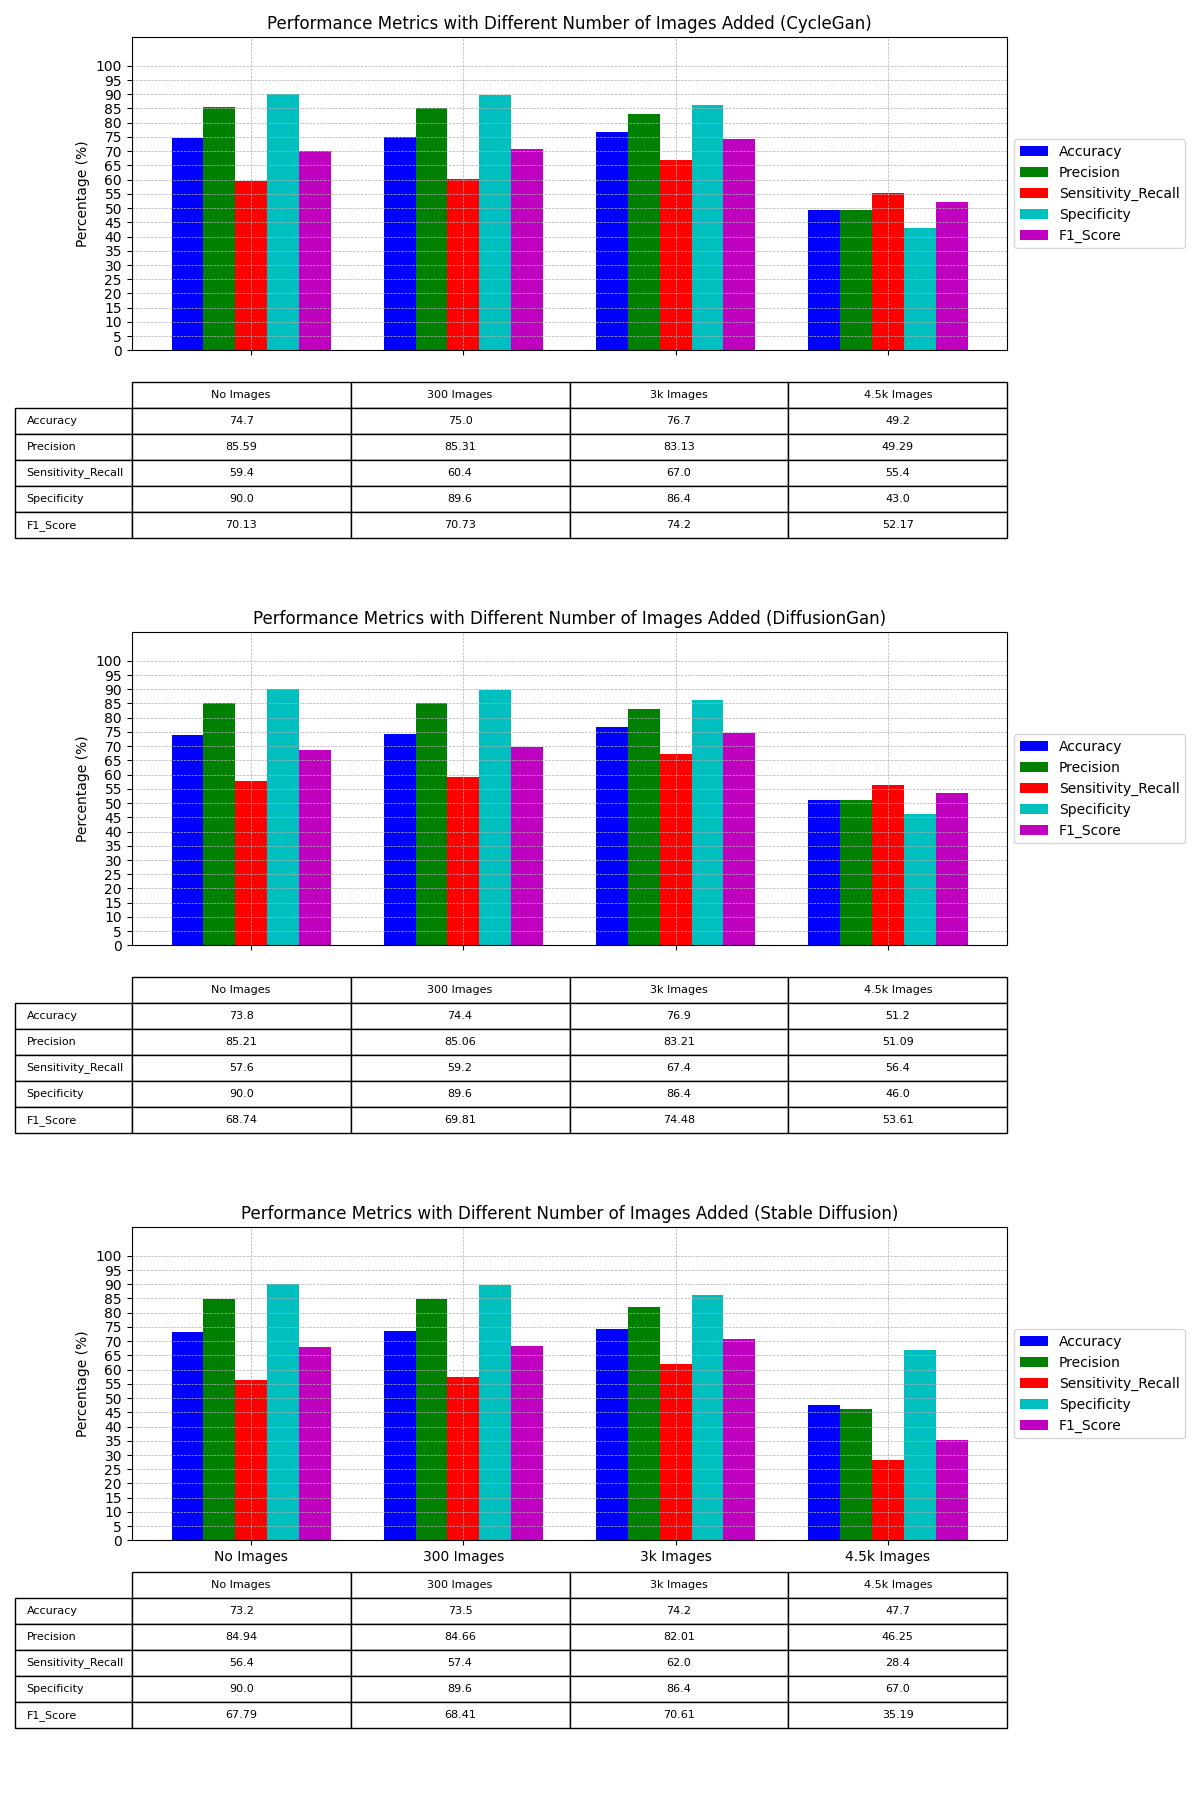 Performance Metrics with Different Number of Images Added (CycleGan)
100
95
90
85
80
75
70
65
60
55
50
45
40
35
30
25
20
15
10
5
0
Percentage (%)
Accuracy
Precision
Sensitivity_Recall
Specificity
F1_Score
No Images 300 Images 3k Images 4.5k Images
Accuracy 74.7 75.0 76.7 49.2
Precision 85.59 85.31 83.13 49.29
Sensitivity_Recall 59.4 60.4 67.0 55.4
Specificity 90.0 89.6 86.4 43.0
F1_Score 70.13 70.73 74.2 52.17
Performance Metrics with Different Number of Images Added (DiffusionGan)
100
95
90
85
80
75
70
65
60
55
50
45
40
35
30
25
20
15
10
5
0
Percentage (%)
Accuracy
Precision
Sensitivity_Recall
Specificity
F1_Score
No Images 300 Images 3k Images 4.5k Images
Accuracy 73.8 74.4 76.9 51.2
Precision 85.21 85.06 83.21 51.09
Sensitivity_Recall 57.6 59.2 67.4 56.4
Specificity 90.0 89.6 86.4 46.0
F1_Score 68.74 69.81 74.48 53.61
Performance Metrics with Different Number of Images Added (Stable Diffusion)
100
95
90
85
80
75
70
65
60
55
50
45
40
35
30
25
20
15
10
5
0
Percentage (%)
Accuracy
Precision
Sensitivity_Recall
Specificity
F1_Score
No Images 300 Images 3k Images 4.5k Images
No Images 300 Images 3k Images 4.5k Images
Accuracy 73.2 73.5 74.2 47.7
Precision 84.94 84.66 82.01 46.25
Sensitivity_Recall 56.4 57.4 62.0 28.4
Specificity 90.0 89.6 86.4 67.0
F1_Score 67.79 68.41 70.61 35.19